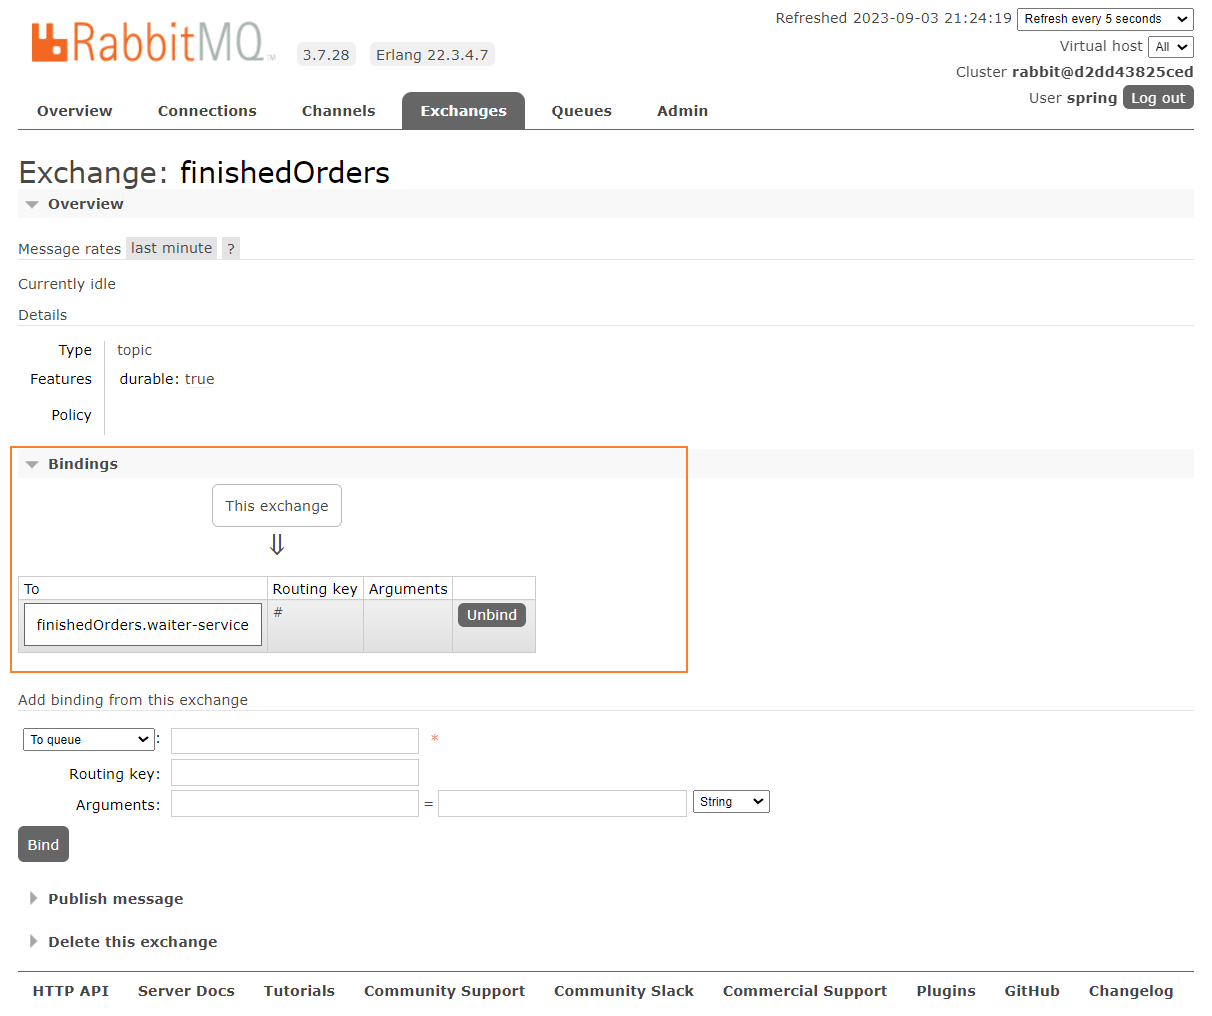 RabbitMQ TM 3.7.28 Erlang 22.3.4.7
Refreshed 2023-09-03 21:24:19 Refresh every 5 seconds
Virtual host All
Cluster rabbit@d2dd43825ced
User spring Log out
Overview Connections Channels Exchanges Queues Admin
Exchange: finishedOrders
Overview
Message rates last minute ?
Currently idle
Details
Type topic
Features durable: true
Policy
Bindings
This exchange
⇓
To Routing key Arguments
finishedOrders.waiter-service # Unbind
Add binding from this exchange
To queue : *
Routing key:
Arguments: = String
Bind
Publish message
Delete this exchange
HTTP API Server Docs Tutorials Community Support Community Slack Commercial Support Plugins GitHub Changelog